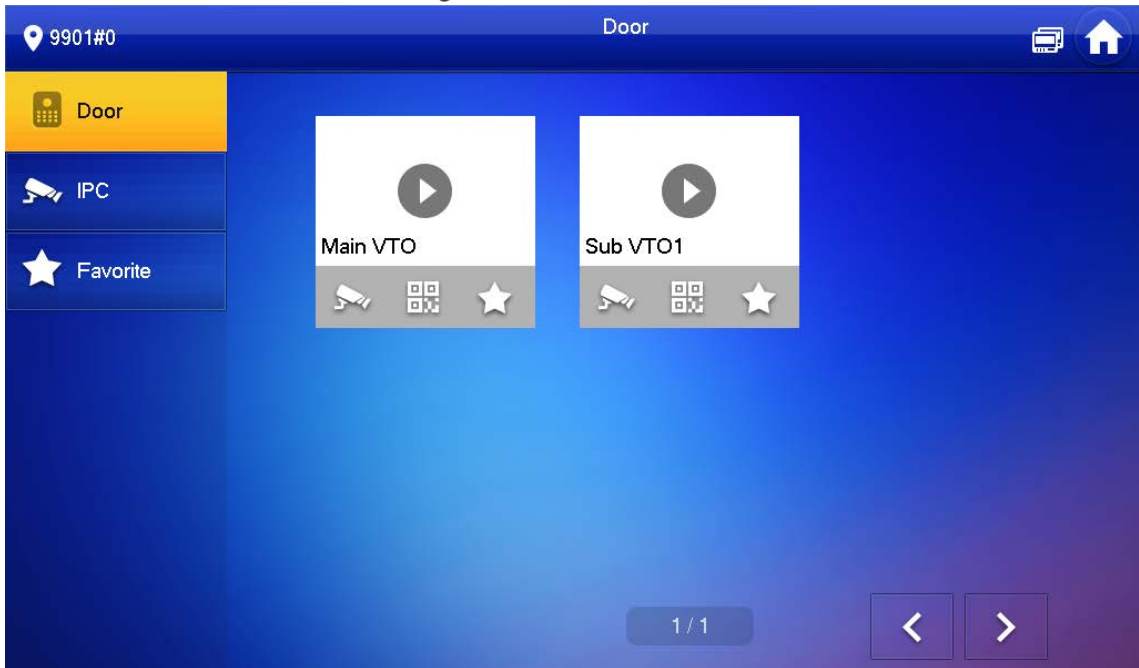 9901#0
Door
Door
IPC
Favorite
Main VTO
Sub VTO1
1 / 1